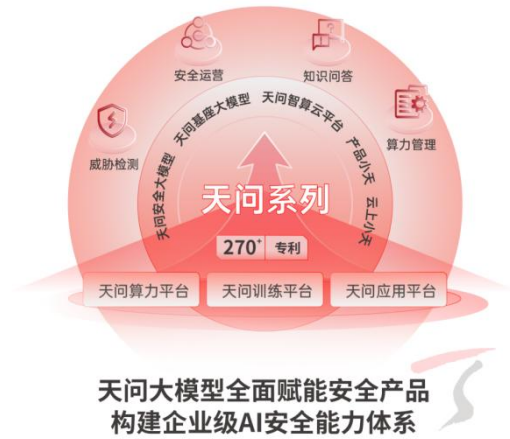 安全运营
知识问答
威胁检测
算力管理
天问安全大模型
天问基座大模型
天问智算云平台
产品小天
云上小天
天问系列
270+ 专利
天问算力平台
天问训练平台
天问应用平台
天问大模型全面赋能安全产品
构建企业级AI安全能力体系